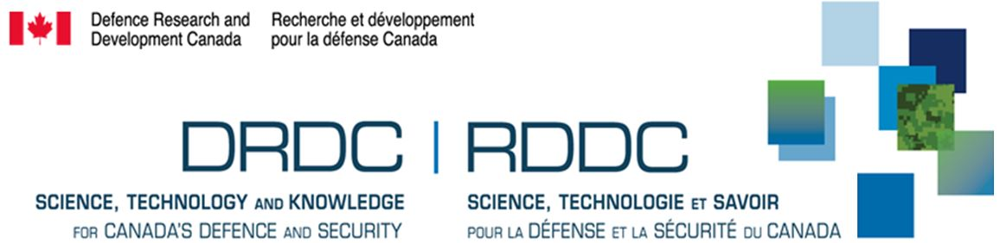 Defence Research and
Development Canada
Recherche et développement
pour la défense Canada
DRDC | RDDC
SCIENCE, TECHNOLOGY AND KNOWLEDGE
FOR CANADA'S DEFENCE AND SECURITY
SCIENCE, TECHNOLOGIE ET SAVOIR
POUR LA DÉFENSE ET LA SÉCURITÉ DU CANADA